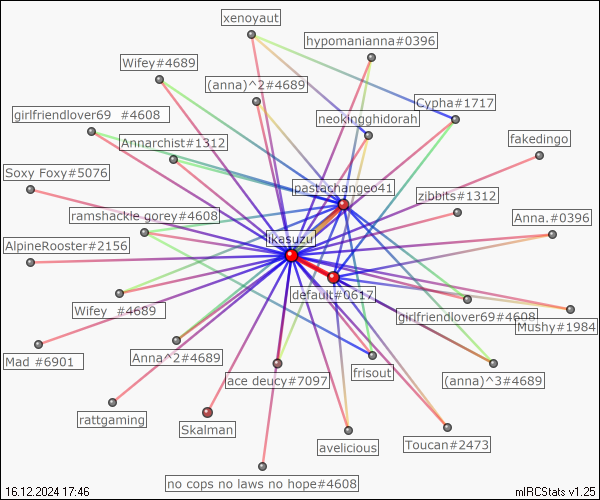 xenoyaut
hypomanianna#0396
Wifey#4689
(anna)^2#4689
Cypha#1717
girlfriendlover69 #4608
neokingghidorah
Annarchist#1312
fakedingo
Soxy Foxy#5076
pastachangeo41
zibbits#1312
ramshackle gorey#4608
Anna.#0396
AlpineRooster#2156
ikasuzu
default#0617
Wifey #4689
girlfriendlover69#4608
Mushy#1984
Mad #6901
Anna^2#4689
frisout
ace deucy#7097
(anna)^3#4689
rattgaming
Skalman
avelicious
Toucan#2473
no cops no laws no hope#4608
16.12.2024 17:46
mIRCStats v1.25